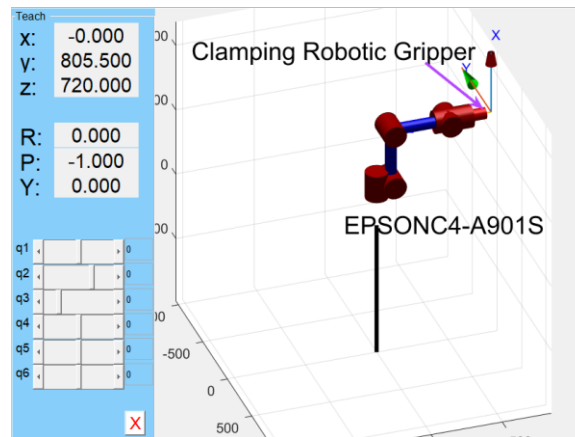 Teach
x: -0.000
y: 805.500
z: 720.000
R: 0.000
P: -1.000
Y: 0.000
q1 0
q2 0
q3 0
q4 0
q5 0
q6 0
X
Clamping Robotic Gripper
X
Y
EPSONC4-A901S
0
-500
0
500